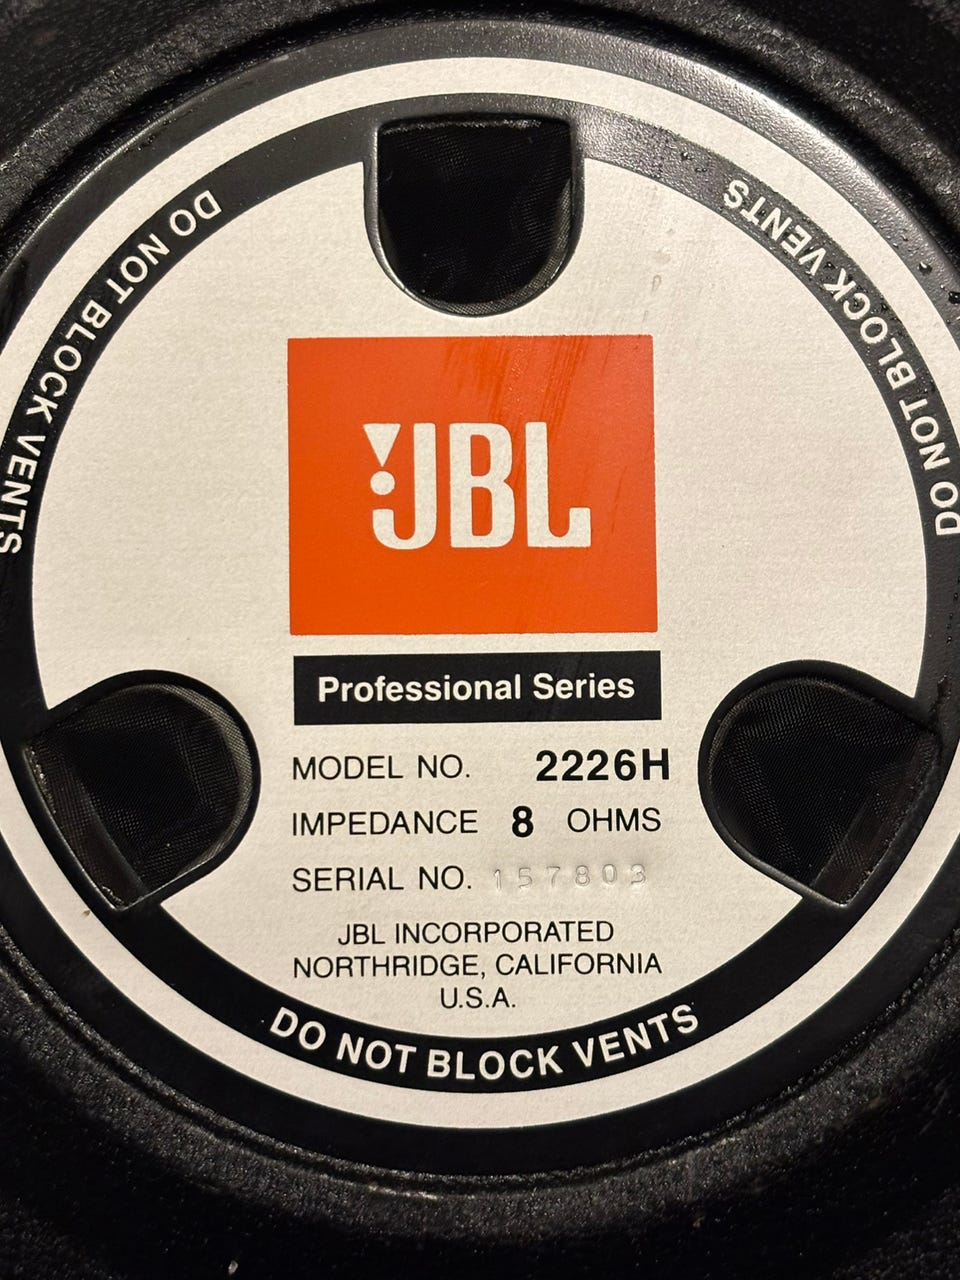 DO NOT BLOCK VENTS
DO NOT BLOCK VENTS
JBL
Professional Series
MODEL NO. 2226H
IMPEDANCE 8 OHMS
SERIAL NO. 157803
JBL INCORPORATED
NORTHRIDGE, CALIFORNIA
U.S.A.
DO NOT BLOCK VENTS